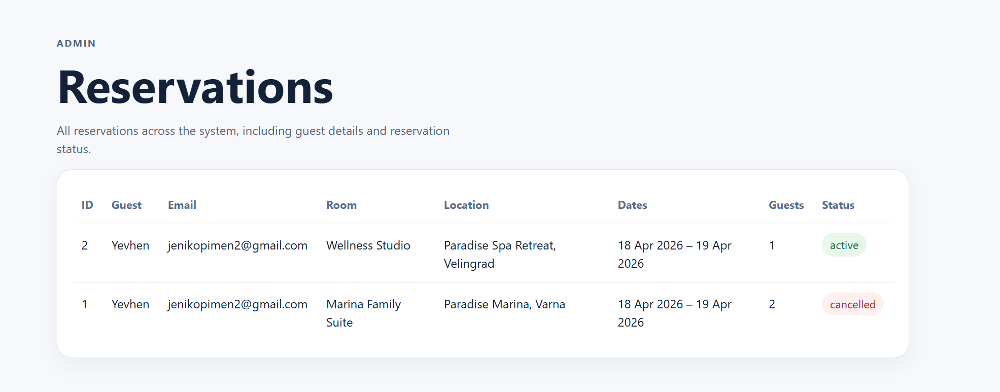 ADMIN
Reservations
All reservations across the system, including guest details and reservation
status.
ID Guest Email Room Location Dates Guests Status
2 Yevhen jenikopimen2@gmail.com Wellness Studio Paradise Spa Retreat, 18 Apr 2026 – 19 Apr 1 active
Velingrad 2026
1 Yevhen jenikopimen2@gmail.com Marina Family Paradise Marina, Varna 18 Apr 2026 – 19 Apr 2 cancelled
Suite 2026